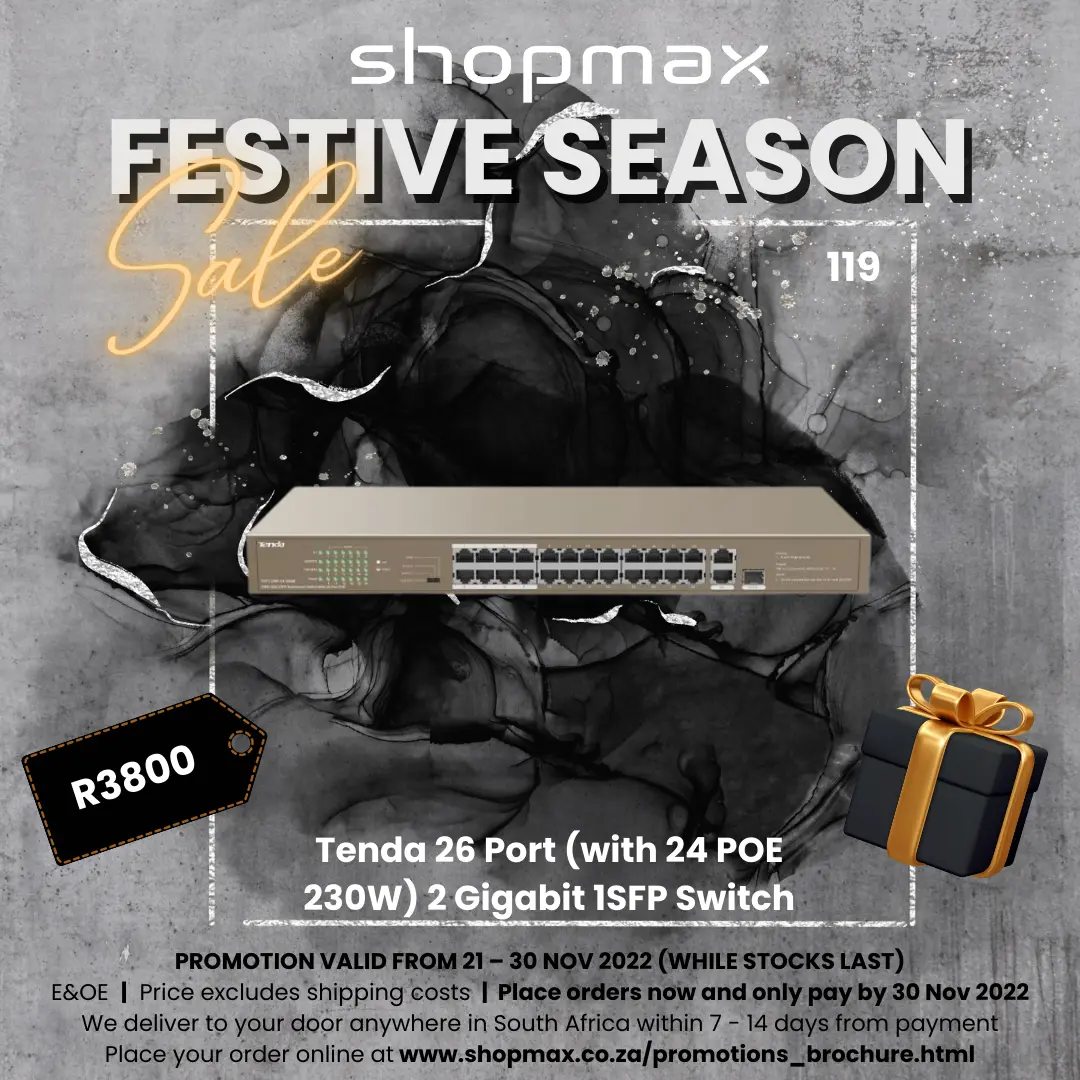 shopmax
FESTIVE SEASON
Sale
119
Tenda
R3800
Tenda 26 Port (with 24 POE
230W) 2 Gigabit 1SFP Switch
PROMOTION VALID FROM 21 – 30 NOV 2022 (WHILE STOCKS LAST)
E&OE | Price excludes shipping costs | Place orders now and only pay by 30 Nov 2022
We deliver to your door anywhere in South Africa within 7 - 14 days from payment
Place your order online at www.shopmax.co.za/promotions_brochure.html